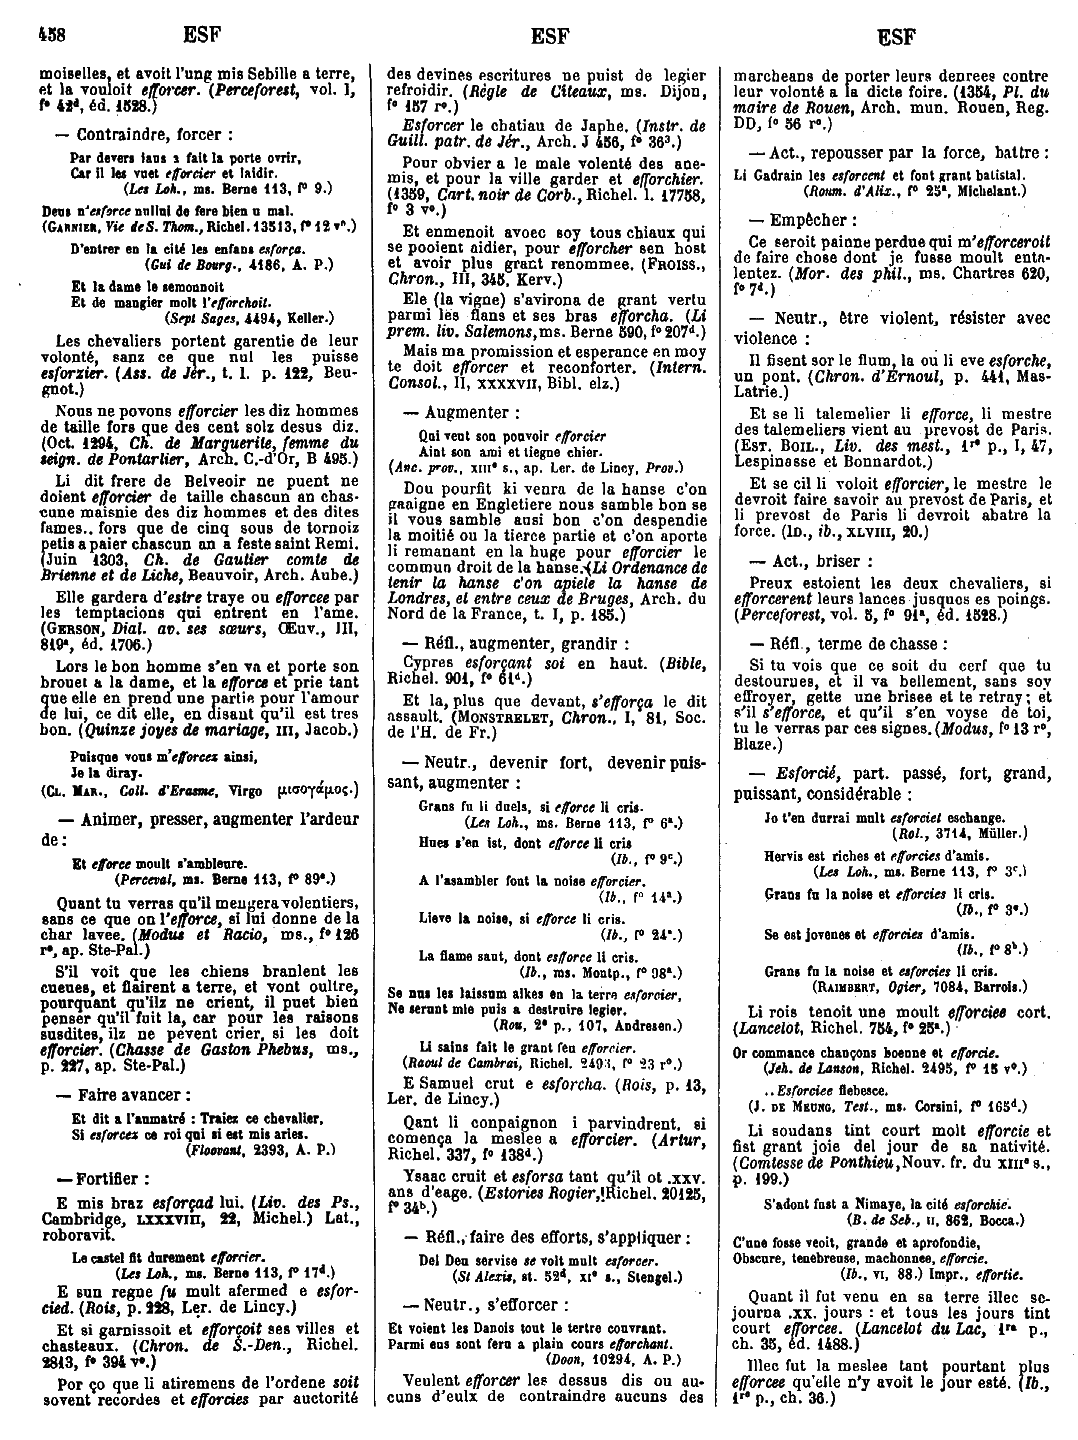 458 ESF ESF ESF
moiselles, et avoit l'ung mis Sebille a terre,
et la vouloit efforcer. (Perceforest, vol. I,
f° 42d, éd. 1528.)
— Contraindre, forcer :
Par devers laus a fait la porte ovrir,
Car il les vuet efforcier et laidir.
(Les Loh., ms. Berne 113, f° 9.)
Deus n'esforce nullui de fere bien u mal.
(GARNIER, Vie de S. Thom., Richel. 13513, f° 12 v°.)
D'entrer en la cité les enfans esforça.
(Gui de Bourg., 4186, A. P.)
Et la dame le semonnoit
Et de mangier molt l'efforchoit.
(Sept Sages, 4494, Keller.)
Les chevaliers portent garentie de leur
volonté, sanz ce que nul les puisse
esforzier. (Ass. de Jér., t. I. p. 122, Beu-
gnot.)
Nous ne povons efforcier les diz hommes
de taille fors que des cent solz desus diz.
(Oct. 1294, Ch. de Marguerite, femme du
seign. de Pontarlier, Arch. C.-d'Or, B 495.)
Li dit frere de Belveoir ne puent ne
doient efforcier de taille chascun an chas-
cune maisnie des diz hommes et des dites
fames.. fors que de cinq sous de tornoiz
petis a paier chascun an a feste saint Remi.
(Juin 1303, Ch. de Gautier comte de
Brienne et de Liche, Beauvoir, Arch. Aube.)
Elle gardera d'estre traye ou efforcee par
les temptacions qui entrent en l'ame.
(GERSON, Dial. av. ses sœurs, Œuv., III,
819a, éd. 1706.)
Lors le bon homme s'en va et porte son
brouet a la dame, et la efforce et prie tant
que elle en prend une partie pour l'amour
de lui, ce dit elle, en disant qu'il est tres
bon. (Quinze joyes de mariage, III, Jacob.)
Puisque vous m'efforcez ainsi,
Je la diray.
(CL. MAR., Coll. d'Erasme, Virgo μισογάμος.)
— Animer, presser, augmenter l'ardeur
de :
Et efforce moult s'ambleure.
(Perceval, ms. Berne 113, f° 89a.)
Quant tu verras qu'il mengera volentiers,
sans ce que on l'efforce, si lui donne de la
char lavee. (Modus et Racio, ms., f° 126
r°, ap. Ste-Pal.)
S'il voit que les chiens branlent les
cueues, et flairent a terre, et vont oultre,
pourquant qu'ilz ne crient, il puet bien
penser qu'il fuit la, car pour les raisons
susdites, ilz ne pevent crier, si les doit
efforcier. (Chasse de Gaston Phebus, ms.,
p. 227, ap. Ste-Pal.)
— Faire avancer :
Et dit a l'aumatré : Traiez ce chevalier,
Si esforcez ce roi qui si est mis aries.
(Floovant, 2393, A. P.)
— Fortifier :
E mis braz esforçad lui. (Liv. des Ps.,
Cambridge, LXXXVIII, 22, Michel.) Lat.,
roboravit.
Le castel fit durement efforcier.
(Les Loh., ms. Berne 113, f° 17d.)
E sun regne fu mult afermed e esfor-
cied. (Rois, p. 228, Ler. de Lincy.)
Et si garnissoit et efforçoit ses villes et
chasteaux. (Chron. de S.-Den., Richel.
2813, f° 394 v°.)
Por ço que li atiremens de l'ordene soit
sovent recordes et efforcies par auctorité
des devines escritures ne puist de legier
refroidir. (Règle de Citeaux, ms. Dijon,
f° 157 r°.)
Esforcer le chatiau de Japhe. (Instr. de
Guill. patr. de Jér., Arch. J 456, f° 363.)
Pour obvier a le male volenté des ane-
mis, et pour la ville garder et efforchier.
(1359, Cart. noir de Corb., Richel. l. 17758,
f° 3 v°.)
Et enmenoit avoec soy tous chiaux qui
se pooient aidier, pour efforcher sen host
et avoir plus grant renommee. (FROISS.,
Chron., III, 345, Kerv.)
Ele (la vigne) s'avirona de grant vertu
parmi les flans et ses bras efforcha. (Li
prem. liv. Salemons, ms. Berne 590, f° 207d.)
Mais ma promission et esperance en moy
te doit efforcer et reconforter. (Intern.
Consol., II, XXXXVII, Bibl. elz.)
— Augmenter :
Qui veut son pouvoir efforcier
Aint son ami et tiegne chier.
(Anc. prov., XIIIe s., ap. Ler. de Lincy, Prov.)
Dou pourfit ki venra de la hanse c'on
graaigne en Engletiere nous samble bon se
il vous samble ausi bon c'on despendie
la moitié ou la tierce partie et c'on aporte
li remanant en la huge pour efforcier le
commun droit de la hanse. (Li Ordenance de
tenir la hanse c'on apiele la hanse de
Londres, et entre ceux de Bruges, Arch. du
Nord de la France, t. I, p. 185.)
— Réfl., augmenter, grandir :
Cypres esforçant soi en haut. (Bible,
Richel. 901, f° 61d.)
Et la, plus que devant, s'efforça le dit
assault. (MONSTRELET, Chron., I, 81, Soc.
de l'H. de Fr.)
— Neutr., devenir fort, devenir puis-
sant, augmenter :
Grans fu li duels, si efforce li cris.
(Les Loh., ms. Berne 113, f° 6a.)
Hues s'en ist, dont efforce li cris
(Ib., f° 9c.)
A l'asambler font la noise efforcier.
(Ib., f° 14a.)
Lieve la noise, si efforce li cris.
(Ib., f° 24a.)
La flame saut, dont esfforce li cris.
(Ib., ms. Montp., f° 98a.)
Se nus les laissum alkes en la terre esforcier,
Ne serunt mie puis a destruire legier.
(Rou, 2e p., 107, Andresen.)
Li sains fait le grant feu efforcier.
(Raoul de Cambrai, Richel. 2493, f° 23 r°.)
E Samuel crut e esforcha. (Rois, p. 13,
Ler. de Lincy.)
Qant li conpaignon i parvindrent, si
comença la meslee a efforcier. (Artur,
Richel. 337, f° 138d.)
Ysaac cruit et esforsa tant qu'il ot .xxv.
ans d'eage. (Estories Rogier, Richel. 20125,
f° 34b.)
— Réfl., faire des efforts, s'appliquer :
Del Deu servise se volt mult esforcer.
(St Alexis, st. 52d, XIe s., Stengel.)
— Neutr., s'efforcer :
Et voient les Danois tout le tertre couvrant.
Parmi eus sont feru a plain cours efforchant.
(Doon, 10294, A. P.)
Veulent efforcer les dessus dis ou au-
cuns d'eulx de contraindre aucuns des
marcheans de porter leurs denrees contre
leur volonté a la dicte foire. (1354, Pl. du
maire de Rouen, Arch. mun. Rouen, Reg.
DD, f° 56 r°.)
— Act., repousser par la force, battre :
Li Gadrain les esforcent et font grant batistal.
(Roum. d'Alix., f° 25a, Michelant.)
— Empêcher :
Ce seroit painne perdue qui m'efforceroit
de faire chose dont je fusse moult enta-
lentez. (Mor. des phil., ms. Chartres 620,
f° 7d.)
— Neutr., être violent, résister avec
violence :
Il fisent sor le flum, la ou li eve esforche,
un pont. (Chron. d'Ernoul, p. 441, Mas-
Latrie.)
Et se li talemelier li efforce, li mestre
des talemeliers vient au prevost de Paris.
(EST. BOIL., Liv. des mest., 1re p., I, 47,
Lespinasse et Bonnardot.)
Et se cil li voloit efforcier, le mestre le
devroit faire savoir au prevost de Paris, et
li prevost de Paris li devroit abatre la
force. (ID., ib., XLVIII, 20.)
— Act., briser :
Preux estoient les deux chevaliers, si
efforcerent leurs lances jusques es poings.
(Perceforest, vol. 5, f° 91a, éd. 1528.)
— Réfl., terme de chasse :
Si tu vois que ce soit du cerf que tu
destournes, et il va bellement, sans soy
effroyer, gette une brisee et te retray; et
s'il s'efforce, et qu'il s'en voyse de toi,
tu le verras par ces signes. (Modus, f° 13 r°,
Blaze.)
— Esforcié, part. passé, fort, grand,
puissant, considérable :
Jo t'en durrai mult esforciet eschange.
(Rol., 3714, Müller.)
Hervis est riches et efforcies d'amis.
(Les Loh., ms. Berne 113, f° 3c.)
Grans fu la noise et efforcies li cris.
(Ib., f° 3e.)
Se est jovenes et efforcies d'amis.
(Ib., f° 8b.)
Grans fu la noise et esforcies li cris.
(RAIMBERT, Ogier, 7084, Barrois.)
Li rois tenoit une moult efforciee cort.
(Lancelot, Richel. 754, f° 25a.)
Or commance chançons boenne et efforcie.
(Jeh. de Lanson, Richel. 2495, f° 15 v°.)
.. Esforciee flebesce.
(J. DE MEUNG, Test., ms. Corsini, f° 165d.)
Li soudans tint court molt efforcie et
fist grant joie del jour de sa nativité.
(Comtesse de Ponthieu, Nouv. fr. du XIIIe s.,
p. 199.)
S'adont fust a Nimaye, la cité esforchie.
(B. de Seb., II, 862, Bocca.)
C'une fosse veoit, grande et aprofondie,
Obscure, tenebreuse, machonnee, efforcie.
(Ib., VI, 88.) Impr., effortie.
Quant il fut venu en sa terre illec se-
journa .XX. jours : et tous les jours tint
court efforcee. (Lancelot du Lac, 1re p.,
ch. 35, éd. 1488.)
Illec fut la meslee tant pourtant plus
efforcee qu'elle n'y avoit le jour esté. (Ib.,
1re p., ch. 36.)